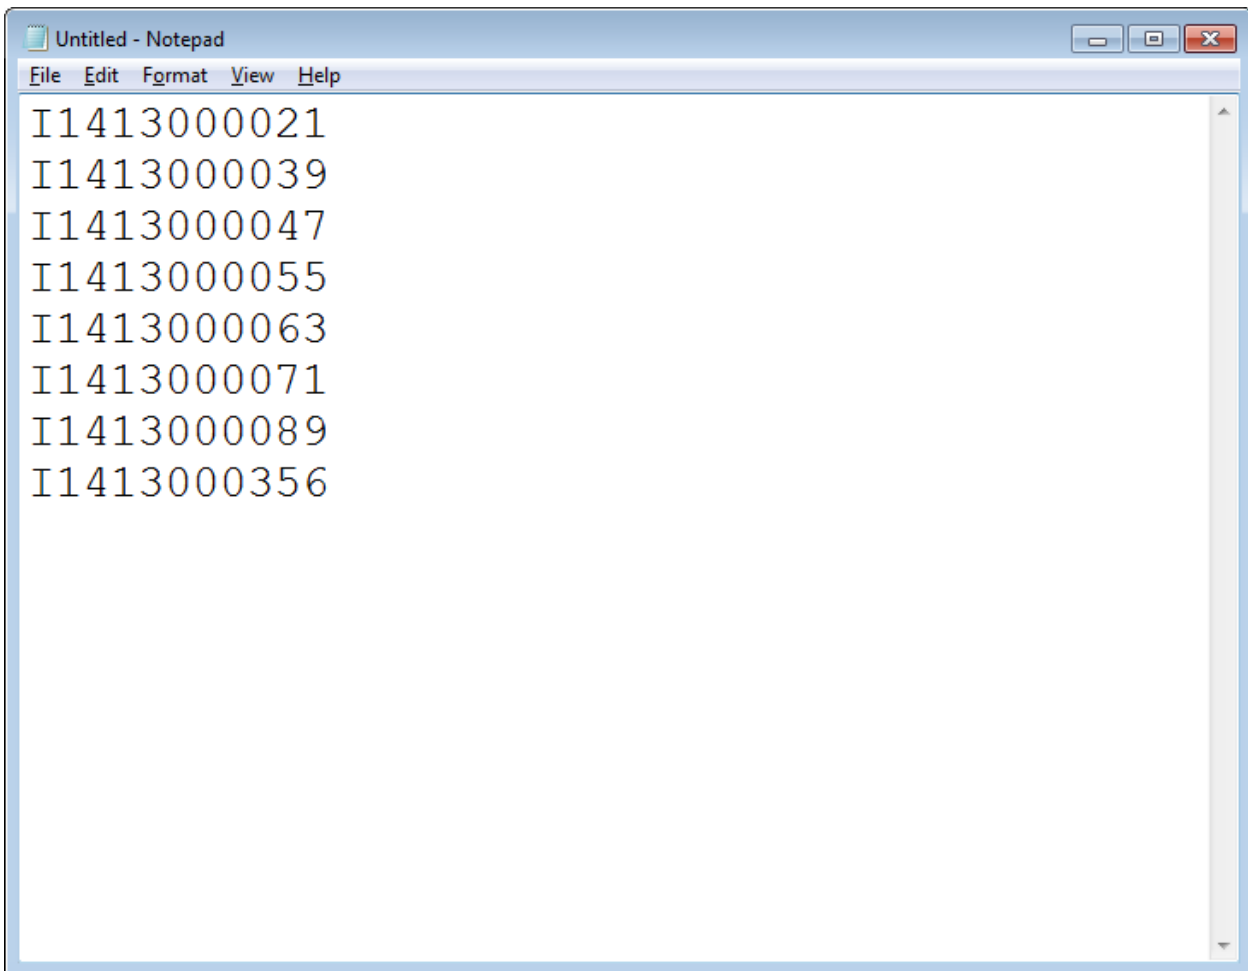 Untitled - Notepad
File Edit Format View Help
I1413000021
I1413000039
I1413000047
I1413000055
I1413000063
I1413000071
I1413000089
I1413000356